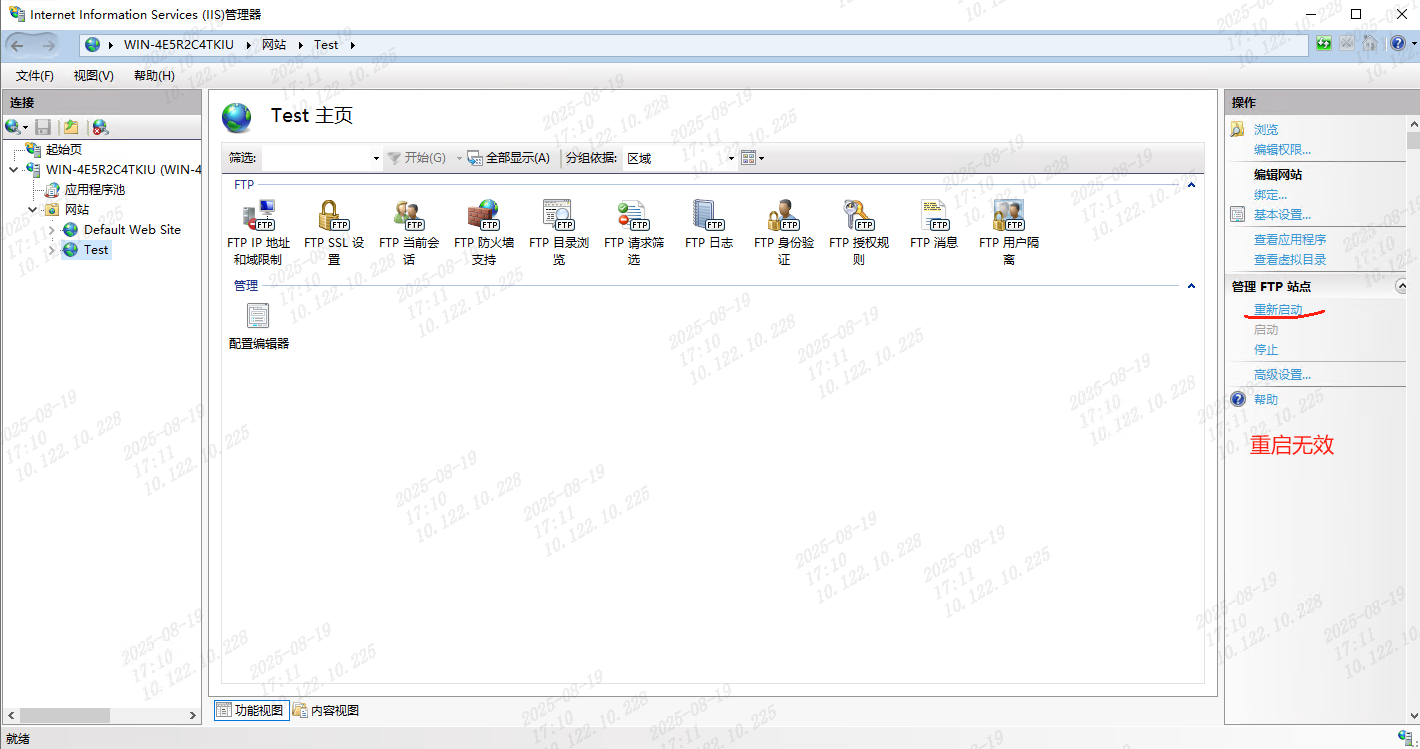 Internet Information Services (IIS)管理器
WIN-4E5R2C4TKIU
网站
Test
文件(F) 视图(V) 帮助(H)
连接
起始页
WIN-4E5R2C4TKIU (WIN-4
应用程序池
网站
Default Web Site
Test
Test 主页
筛选: 开始(G) 全部显示(A) 分组依据: 区域
FTP
FTP IP 地址和域限制
FTP SSL 设置
FTP 当前会话
FTP 防火墙支持
FTP 目录浏览
FTP 请求筛选
FTP 日志
FTP 身份验证
FTP 授权规则
FTP 消息
FTP 用户隔离
管理
配置编辑器
功能视图 内容视图
就绪
操作
浏览
编辑权限...
编辑网站
绑定...
基本设置...
查看应用程序
查看虚拟目录
管理 FTP 站点
重新启动
启动
停止
高级设置...
帮助
重启无效
2025-08-19
17:10
10.122.10.228
2025-08-19
17:11
10.122.10.225